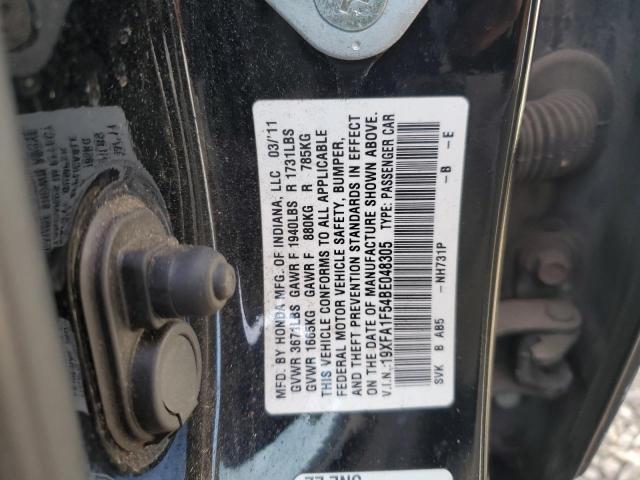 MFD. BY HONDA MFG. OF INDIANA, LLC 03/'11
GVWR 3671LBS GAWR F 1940LBS R 1731LBS
GVWR 1665KG GAWR F 880KG R 785KG
THIS VEHICLE CONFORMS TO ALL APPLICABLE
FEDERAL MOTOR VEHICLE SAFETY, BUMPER,
AND THEFT PREVENTION STANDARDS IN EFFECT
ON THE DATE OF MANUFACTURE SHOWN ABOVE.
V.I.N.: 19XFA1F54BE048305 TYPE: PASSENGER CAR
SVK B AB5 -NH731P -B -E